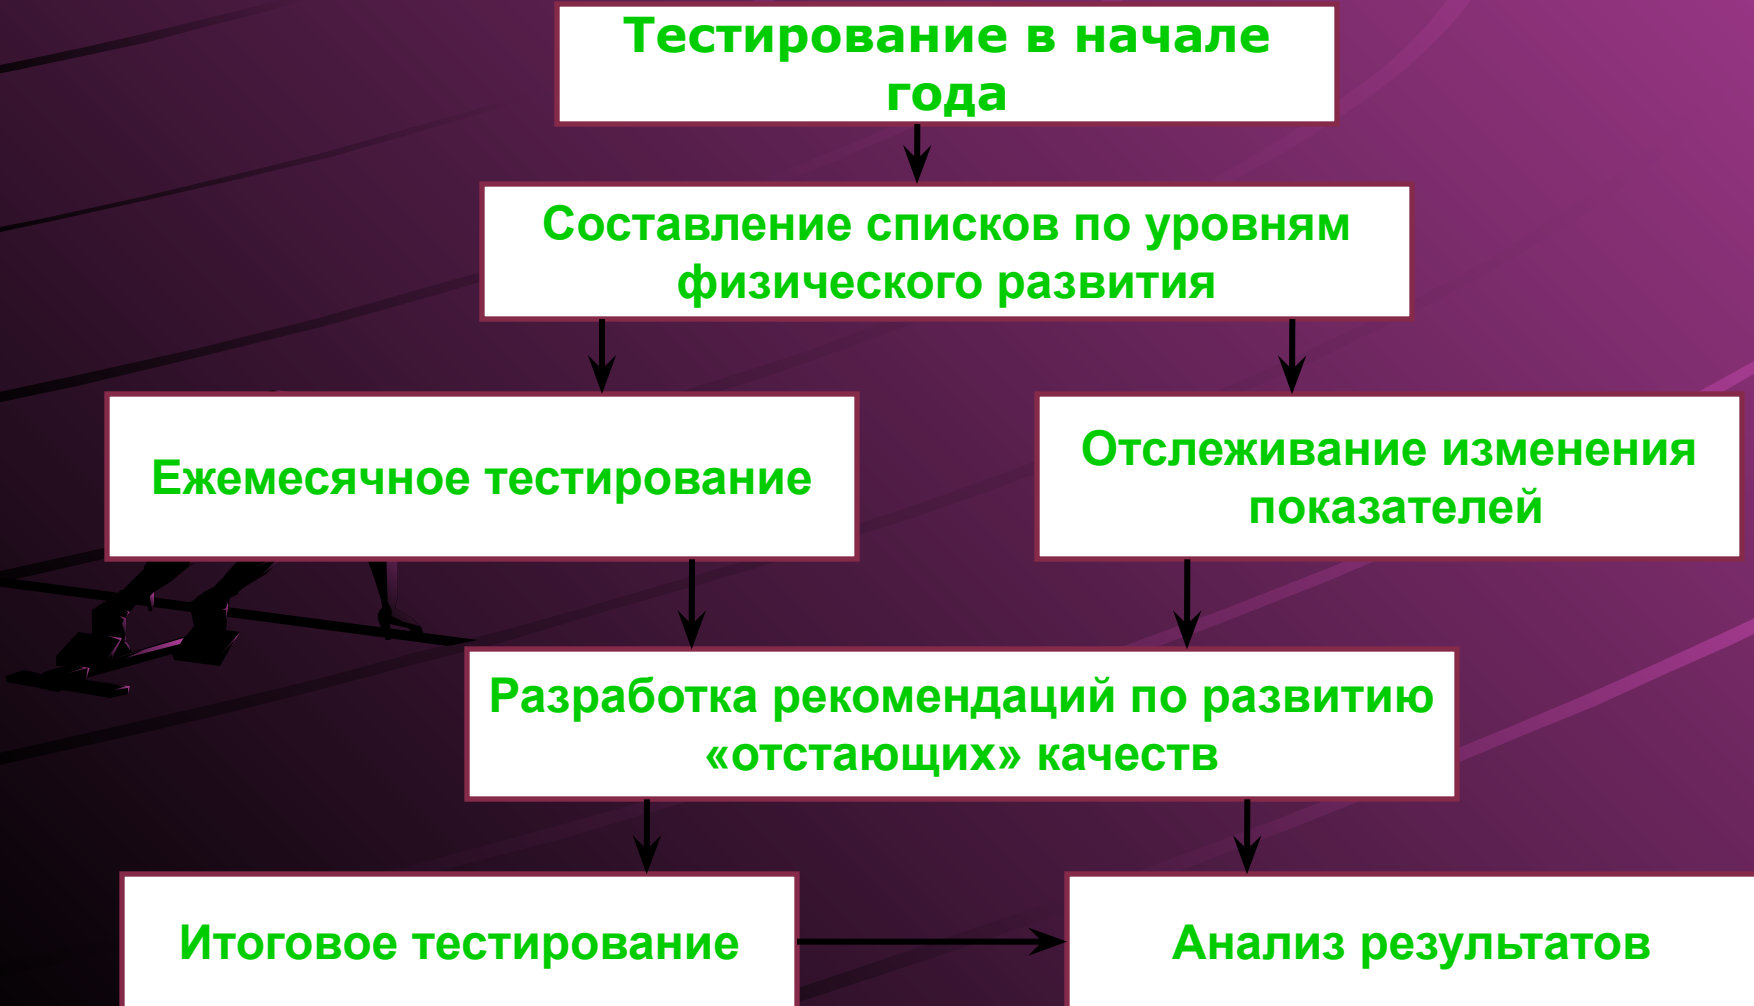 Тестирование в начале
года
Составление списков по уровням
физического развития
Ежемесячное тестирование
Отслеживание изменения
показателей
Разработка рекомендаций по развитию
«отстающих» качеств
Итоговое тестирование
Анализ результатов